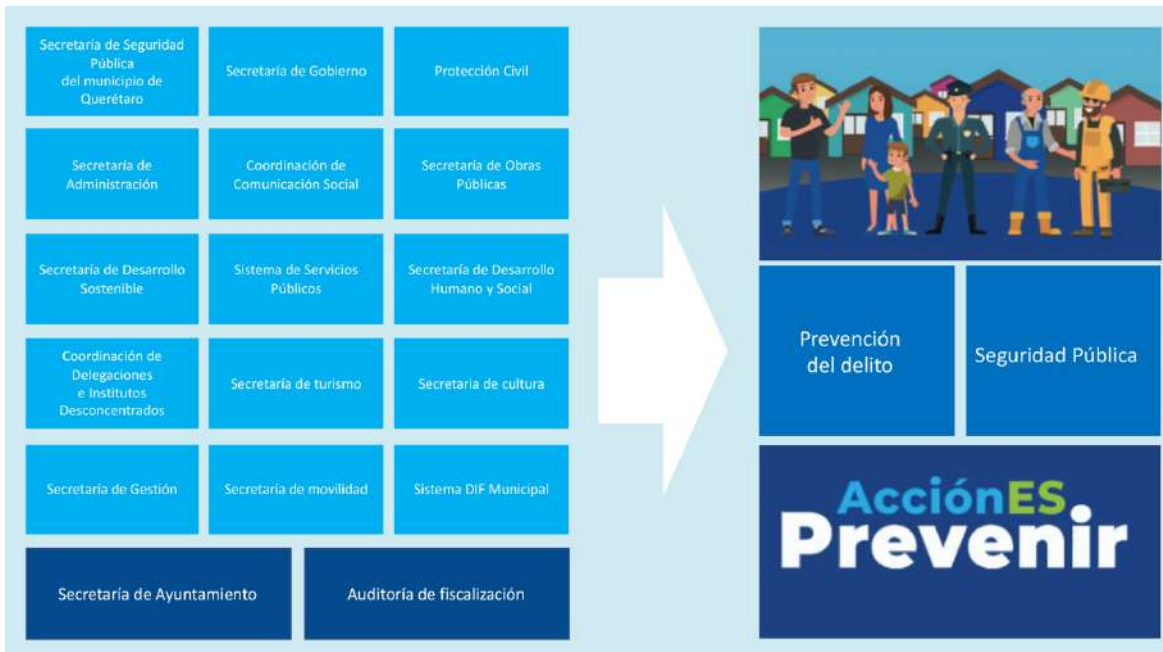 Secretaría de Seguridad
Pública
del municipio de
Querétaro
Secretaría de Gobierno
Protección Civil
Secretaría de
Administración
Coordinación de
Comunicación Social
Secretaría de Obras
Públicas
Secretaría de Desarrollo
Sostenible
Sistema de Servicios
Públicos
Secretaría de Desarrollo
Humano y Social
Coordinación de
Delegaciones
e Institutos
Desconcentrados
Secretaría de turismo
Secretaria de cultura
Secretaría de Gestión
Secretaría de movilidad
Sistema DIF Municipal
Secretaría de Ayuntamiento
Auditoría de fiscalización
Prevención
del delito
Seguridad Pública
AcciónES
Prevenir